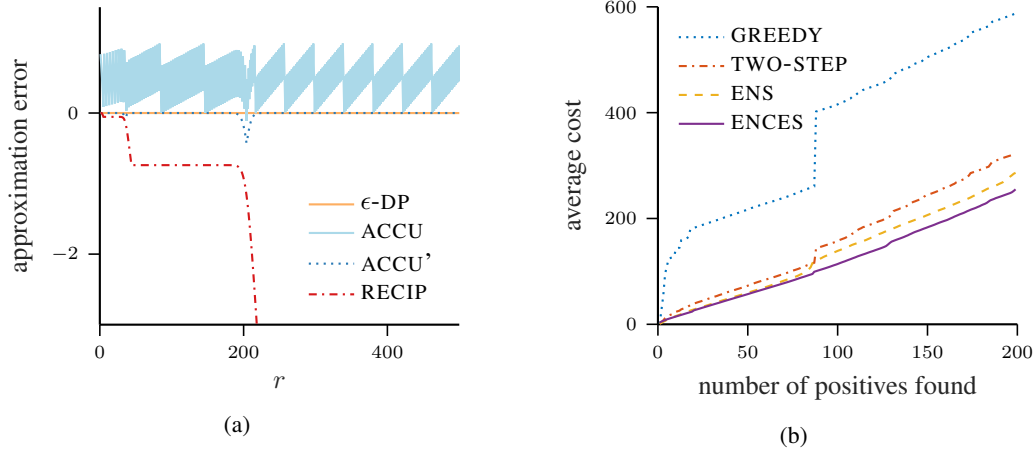 approximation error
0
−2
ϵ-DP
ACCU
ACCU'
RECIP
0
200
400
r
(a)
average cost
600
400
200
0
GREEDY
TWO-STEP
ENS
ENCES
0
50
100
150
200
number of positives found
(b)